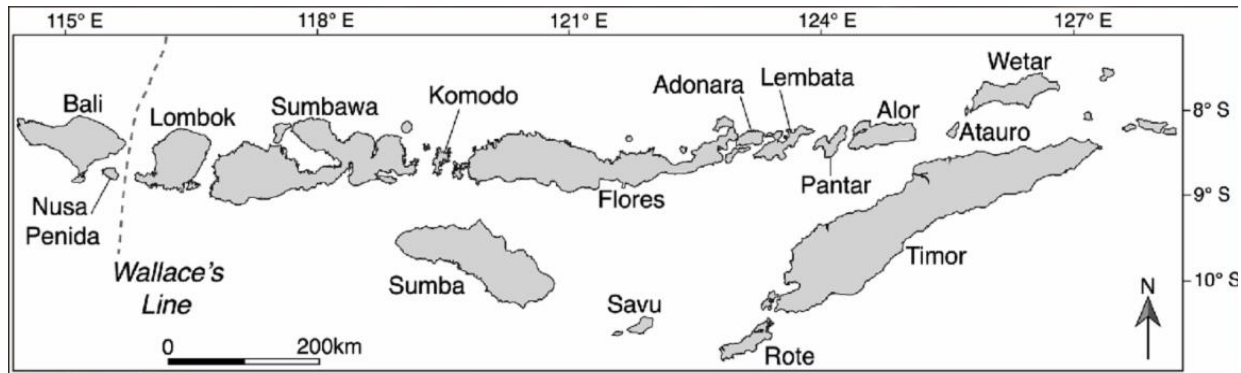 115° E
118° E
121° E
124° E
127° E
Wetar
Komodo
Adonara
Lembata
Bali
Lombok
Sumbawa
Alor
8° S
Atauro
Pantar
9° S
Nusa
Penida
Flores
Wallace's
Line
Sumba
Timor
10° S
Savu
N
0
200km
Rote